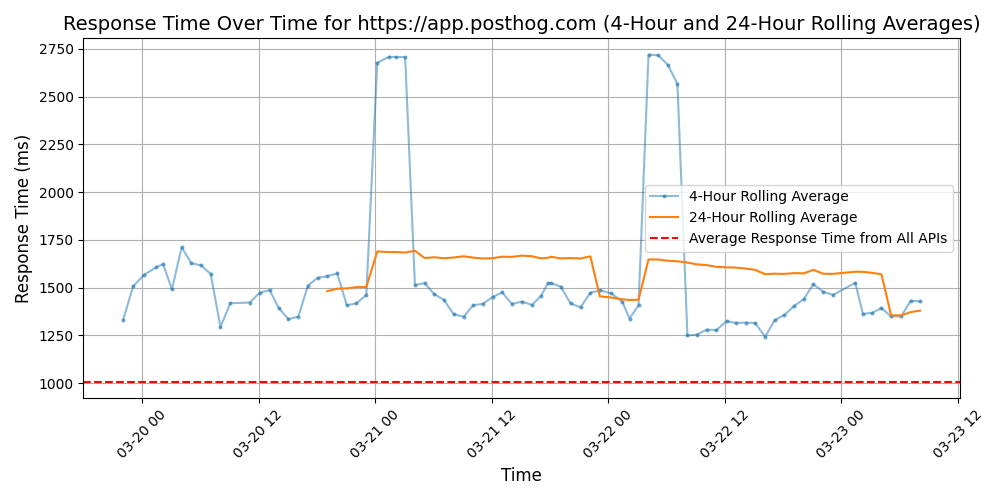 Response Time Over Time for https://app.posthog.com (4-Hour and 24-Hour Rolling Averages)
Response Time (ms)
2750
2500
2250
2000
1750
1500
1250
1000
4-Hour Rolling Average
24-Hour Rolling Average
Average Response Time from All APIs
03-20 00
03-20 12
03-21 00
03-21 12
03-22 00
03-22 12
03-23 00
03-23 12
Time